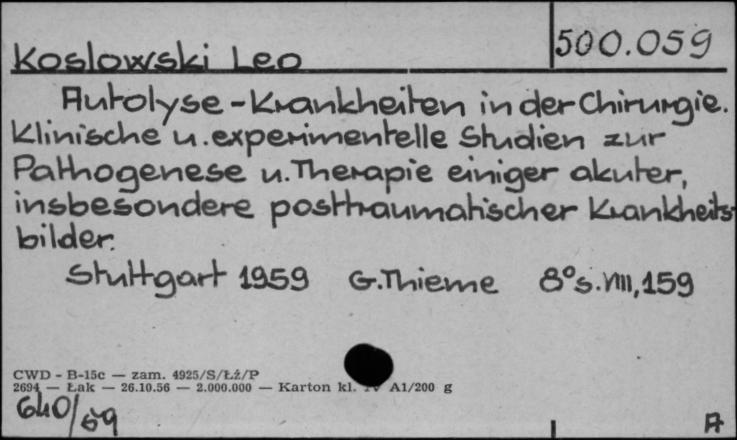 500.059
Koslowski Leo
Autolyse-Krankheiten in der Chirurgie.
Klinische u. experimentelle Studien zur
Pathogenese u. Therapie einiger akuter,
insbesondere posttraumatischer Krankheits-
bilder.
Stuttgart 1959 G. Thieme 8° s. VIII, 159
CWD - B-15c — zam. 4925/S/Łż/P
2694 — Łak — 26.10.56 — 2.000.000 — Karton kl. IV A1/200 g
640/59
A